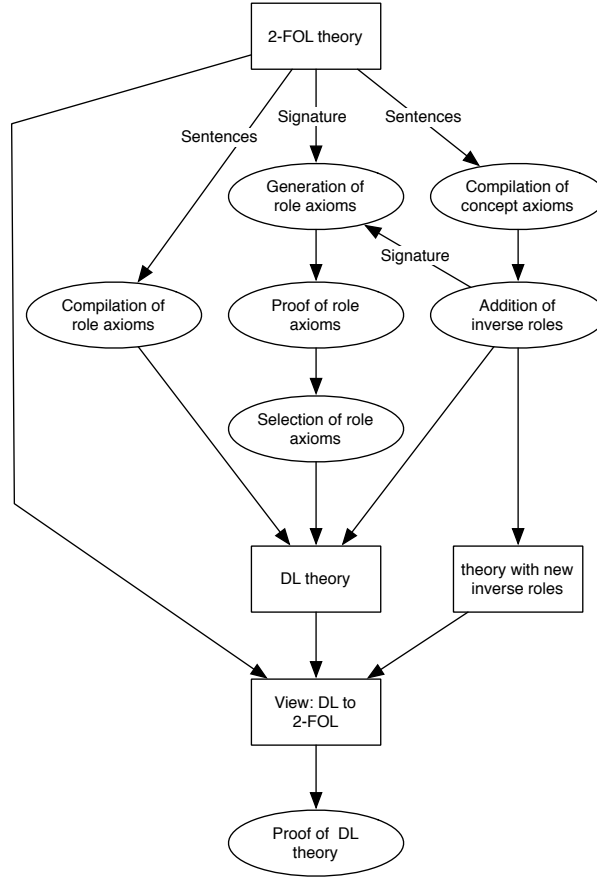 2-FOL theory
Sentences
Signature
Sentences
Generation of
role axioms
Compilation of
concept axioms
Signature
Compilation of
role axioms
Proof of role
axioms
Addition of
inverse roles
Selection of role
axioms
DL theory
theory with new
inverse roles
View: DL to
2-FOL
Proof of DL
theory